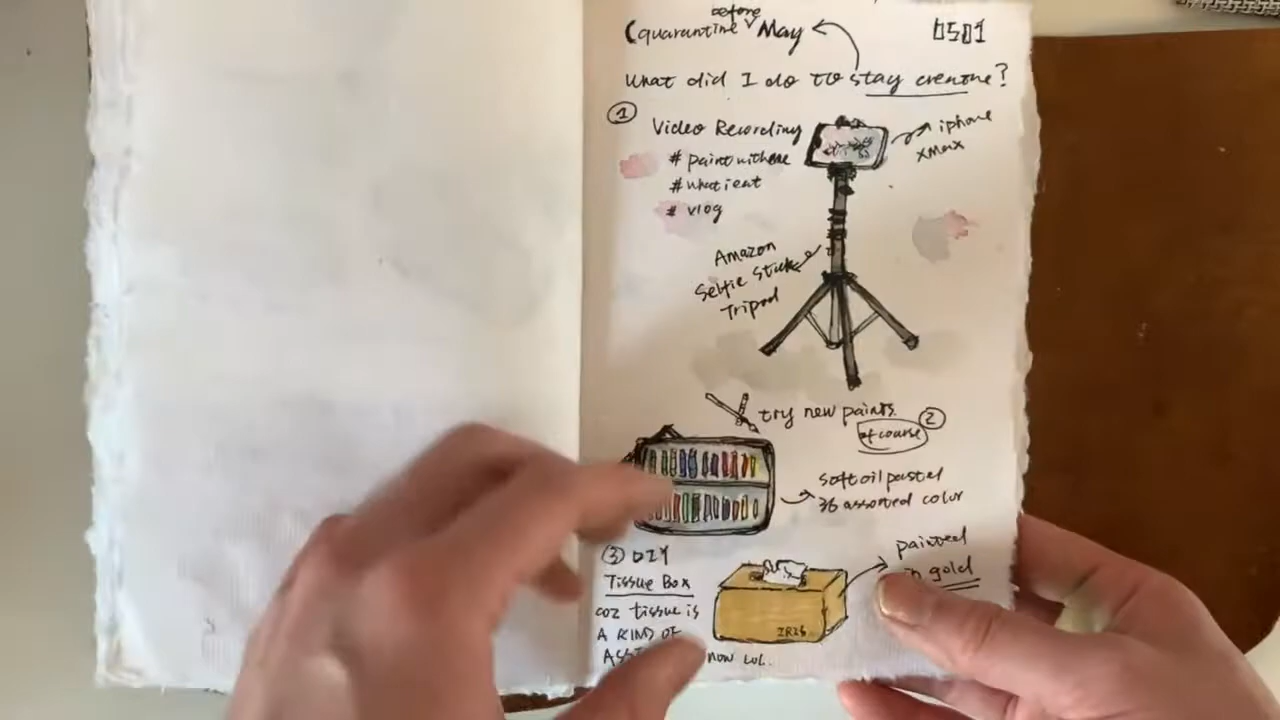 before
(quarantine ˅ May
0501
What did I do to stay creative?
① Video Recording
# paintwithme
# whatieat
# vlog
iphone
xmax
Amazon
Selfie Stick
Tripod
try new paints.
of course ②
soft oil pastel
36 assorted color
③ DIY
Tissue Box
coz tissue is
A KIND OF
now lol.
painted
gold
IRIS